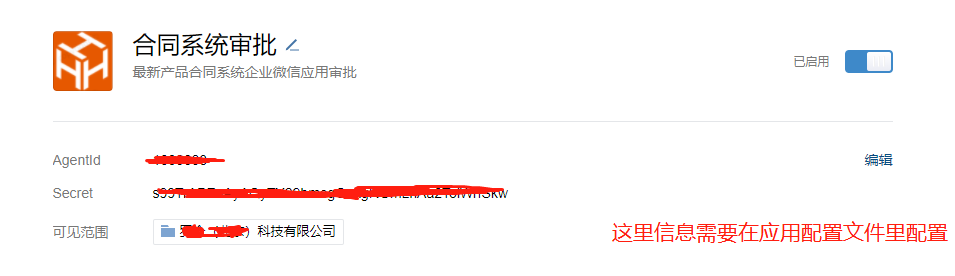 合同系统审批
最新产品合同系统企业微信应用审批
已启用
AgentId
编辑
Secret
可见范围 ）科技有限公司
这里信息需要在应用配置文件里配置